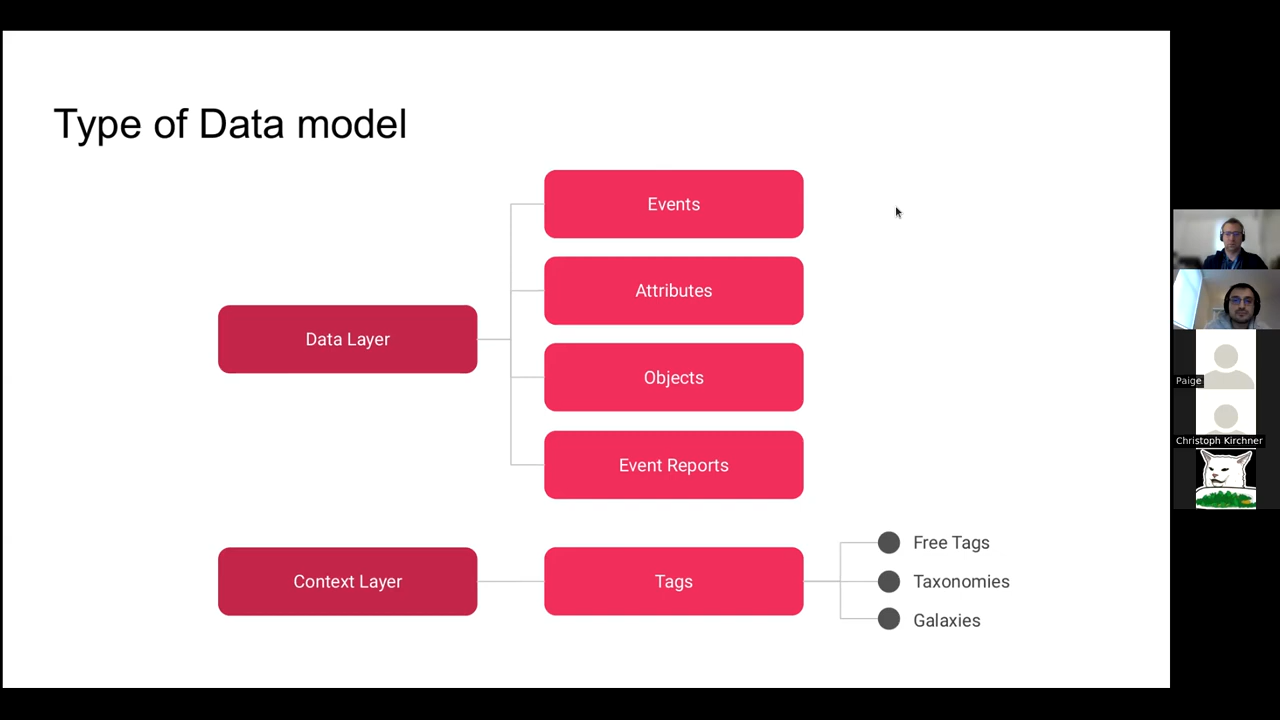 Type of Data model
Events
Attributes
Data Layer
Objects
Event Reports
Context Layer
Tags
Free Tags
Taxonomies
Galaxies
Paige
Christoph Kirchner